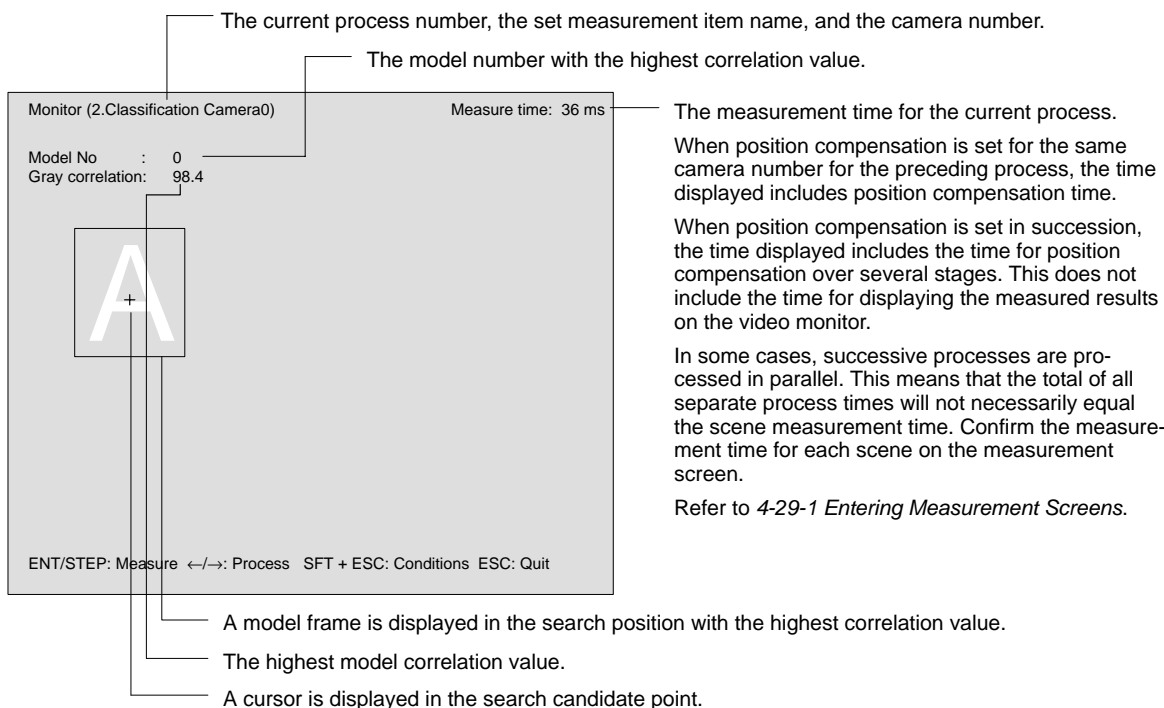 The current process number, the set measurement item name, and the camera number.
The model number with the highest correlation value.
Monitor (2.Classification Camera0)
Measure time: 36 ms
Model No : 0
Gray correlation: 98.4
A
ENT/STEP: Measure ←/→: Process SFT + ESC: Conditions ESC: Quit
The measurement time for the current process.
When position compensation is set for the same
camera number for the preceding process, the time
displayed includes position compensation time.
When position compensation is set in succession,
the time displayed includes the time for position
compensation over several stages. This does not
include the time for displaying the measured results
on the video monitor.
In some cases, successive processes are pro-
cessed in parallel. This means that the total of all
separate process times will not necessarily equal
the scene measurement time. Confirm the measure-
ment time for each scene on the measurement
screen.
Refer to 4-29-1 Entering Measurement Screens.
A model frame is displayed in the search position with the highest correlation value.
The highest model correlation value.
A cursor is displayed in the search candidate point.